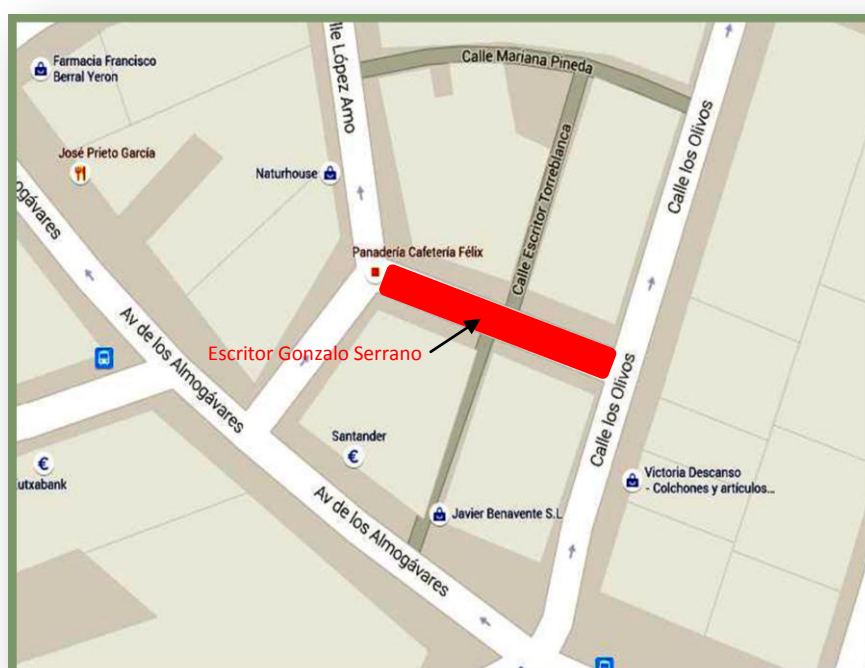 Farmacia Francisco
Berral Yeron
lle López Amo
Calle Mariana Pineda
José Prieto García
Naturhouse
Calle los Olivos
Calle Escritor Torreblanca
ogávares
Panadería Cafetería Félix
Av de los Almogávares
Escritor Gonzalo Serrano
Calle los Olivos
Santander
€
€
utxabank
Victoria Descanso
- Colchones y artículos...
Av de los Almogávares
Javier Benavente S.L